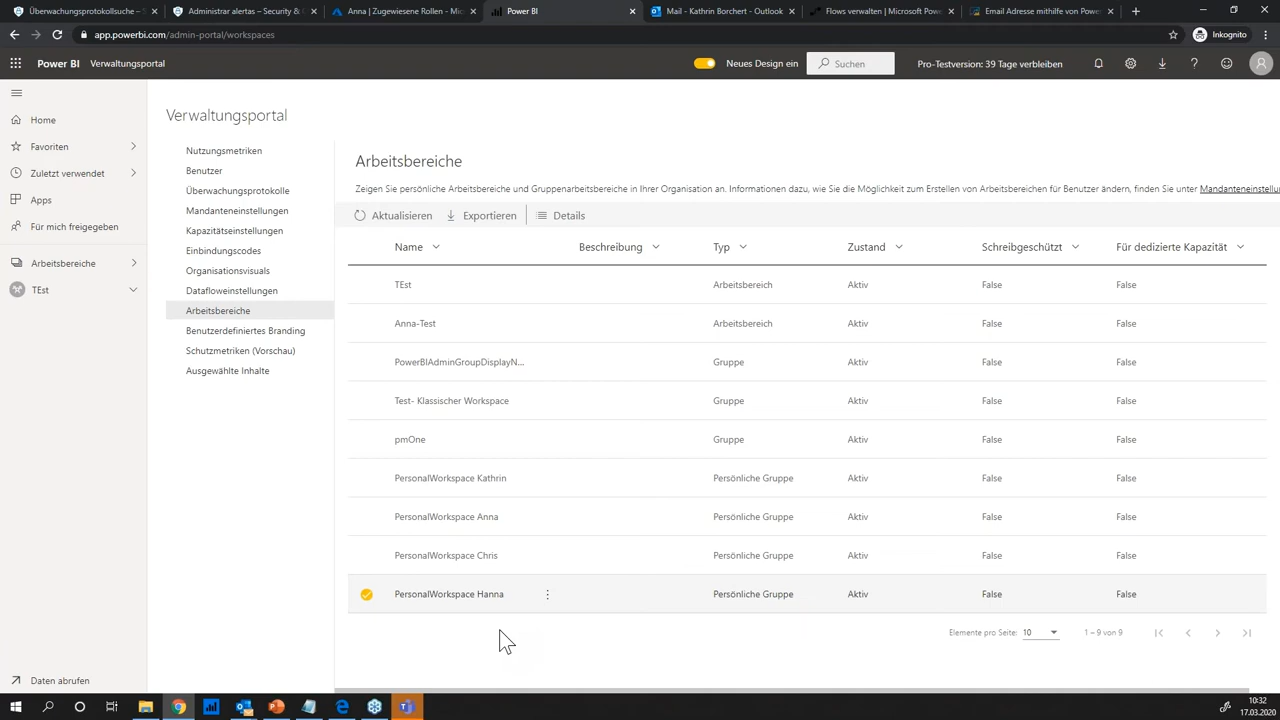 Überwachungsprotokollsuche – S
Administrar alertas – Security &
Anna | Zugewiesene Rollen - Mic
Power BI
Mail - Kathrin Borchert - Outlook
Flows verwalten | Microsoft Powe
Email Adresse mithilfe von Power
app.powerbi.com/admin-portal/workspaces
Inkognito
Power BI Verwaltungsportal
Neues Design ein
Suchen
Pro-Testversion: 39 Tage verbleiben
Home
Favoriten
Zuletzt verwendet
Apps
Für mich freigegeben
Arbeitsbereiche
TEst
Daten abrufen
Verwaltungsportal
Nutzungsmetriken
Benutzer
Überwachungsprotokolle
Mandanteneinstellungen
Kapazitätseinstellungen
Einbindungscodes
Organisationsvisuals
Datafloweinstellungen
Arbeitsbereiche
Benutzerdefiniertes Branding
Schutzmetriken (Vorschau)
Ausgewählte Inhalte
Arbeitsbereiche
Zeigen Sie persönliche Arbeitsbereiche und Gruppenarbeitsbereiche in Ihrer Organisation an. Informationen dazu, wie Sie die Möglichkeit zum Erstellen von Arbeitsbereichen für Benutzer ändern, finden Sie unter Mandanteneinstellu
Aktualisieren Exportieren Details
Name Beschreibung Typ Zustand Schreibgeschützt Für dedizierte Kapazität
TEst Arbeitsbereich Aktiv False False
Anna-Test Arbeitsbereich Aktiv False False
PowerBIAdminGroupDisplayN... Gruppe Aktiv False False
Test- Klassischer Workspace Gruppe Aktiv False False
pmOne Gruppe Aktiv False False
PersonalWorkspace Kathrin Persönliche Gruppe Aktiv False False
PersonalWorkspace Anna Persönliche Gruppe Aktiv False False
PersonalWorkspace Chris Persönliche Gruppe Aktiv False False
PersonalWorkspace Hanna Persönliche Gruppe Aktiv False False
Elemente pro Seite: 10 1 – 9 von 9
10:32
17.03.2020